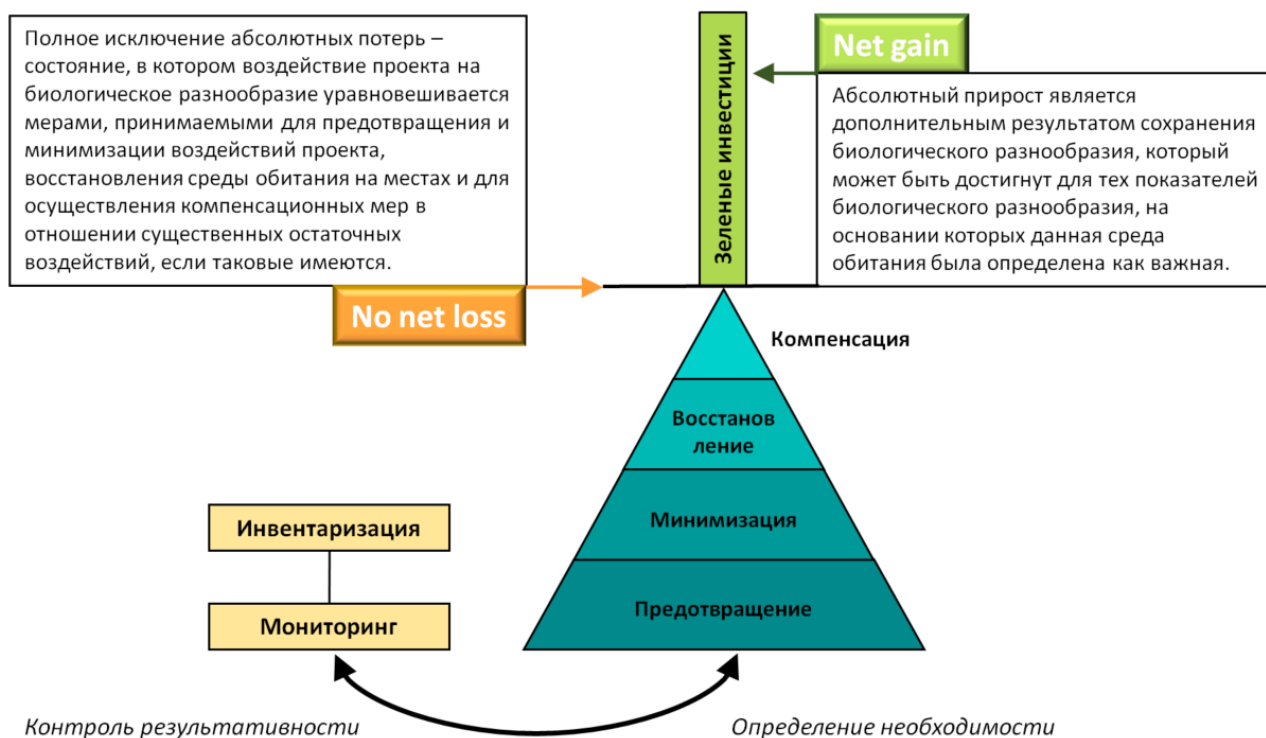 Полное исключение абсолютных потерь –
состояние, в котором воздействие проекта на
биологическое разнообразие уравновешивается
мерами, принимаемыми для предотвращения и
минимизации воздействий проекта,
восстановления среды обитания на местах и для
осуществления компенсационных мер в
отношении существенных остаточных
воздействий, если таковые имеются.
No net loss
Зеленые инвестиции
Net gain
Абсолютный прирост является
дополнительным результатом сохранения
биологического разнообразия, который
может быть достигнут для тех показателей
биологического разнообразия, на
основании которых данная среда
обитания была определена как важная.
Компенсация
Восстанов
ление
Минимизация
Предотвращение
Инвентаризация
Мониторинг
Контроль результативности
Определение необходимости